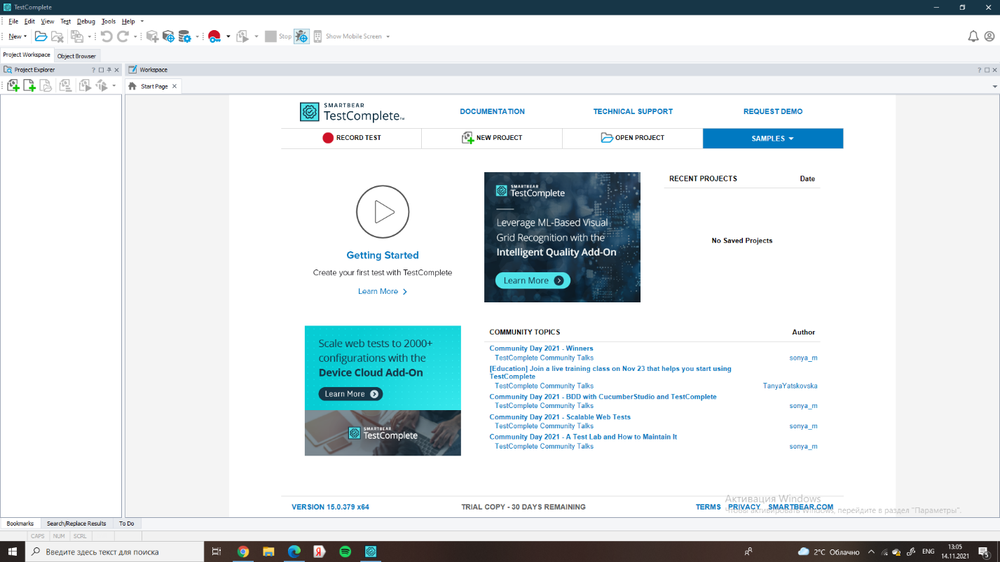 TestComplete
File Edit View Test Debug Tools Help
New Stop Show Mobile Screen
Project Workspace Object Browser
Project Explorer ?
Workspace ?
Start Page
SMARTBEAR
TestComplete™
DOCUMENTATION TECHNICAL SUPPORT REQUEST DEMO
RECORD TEST NEW PROJECT OPEN PROJECT SAMPLES
Getting Started
Create your first test with TestComplete
Learn More
SMARTBEAR
TestComplete
Leverage ML-Based Visual
Grid Recognition with the
Intelligent Quality Add-On
Learn More
RECENT PROJECTS Date
No Saved Projects
Scale web tests to 2000+
configurations with the
Device Cloud Add-On
Learn More
SMARTBEAR
TestComplete
COMMUNITY TOPICS Author
Community Day 2021 - Winners
TestComplete Community Talks sonya_m
[Education] Join a live training class on Nov 23 that helps you start using
TestComplete
TestComplete Community Talks TanyaYatskovska
Community Day 2021 - BDD with CucumberStudio and TestComplete
TestComplete Community Talks sonya_m
Community Day 2021 - Scalable Web Tests
TestComplete Community Talks sonya_m
Community Day 2021 - A Test Lab and How to Maintain It
TestComplete Community Talks sonya_m
VERSION 15.0.379 x64 TRIAL COPY - 30 DAYS REMAINING TERMS PRIVACY SMARTBEAR.COM
Активация Windows
Чтобы активировать Windows, перейдите в раздел "Параметры".
Bookmarks Search/Replace Results To Do
CAPS NUM SCRL
Введите здесь текст для поиска
Я
2°C Облачно
ENG
13:05
14.11.2021
5